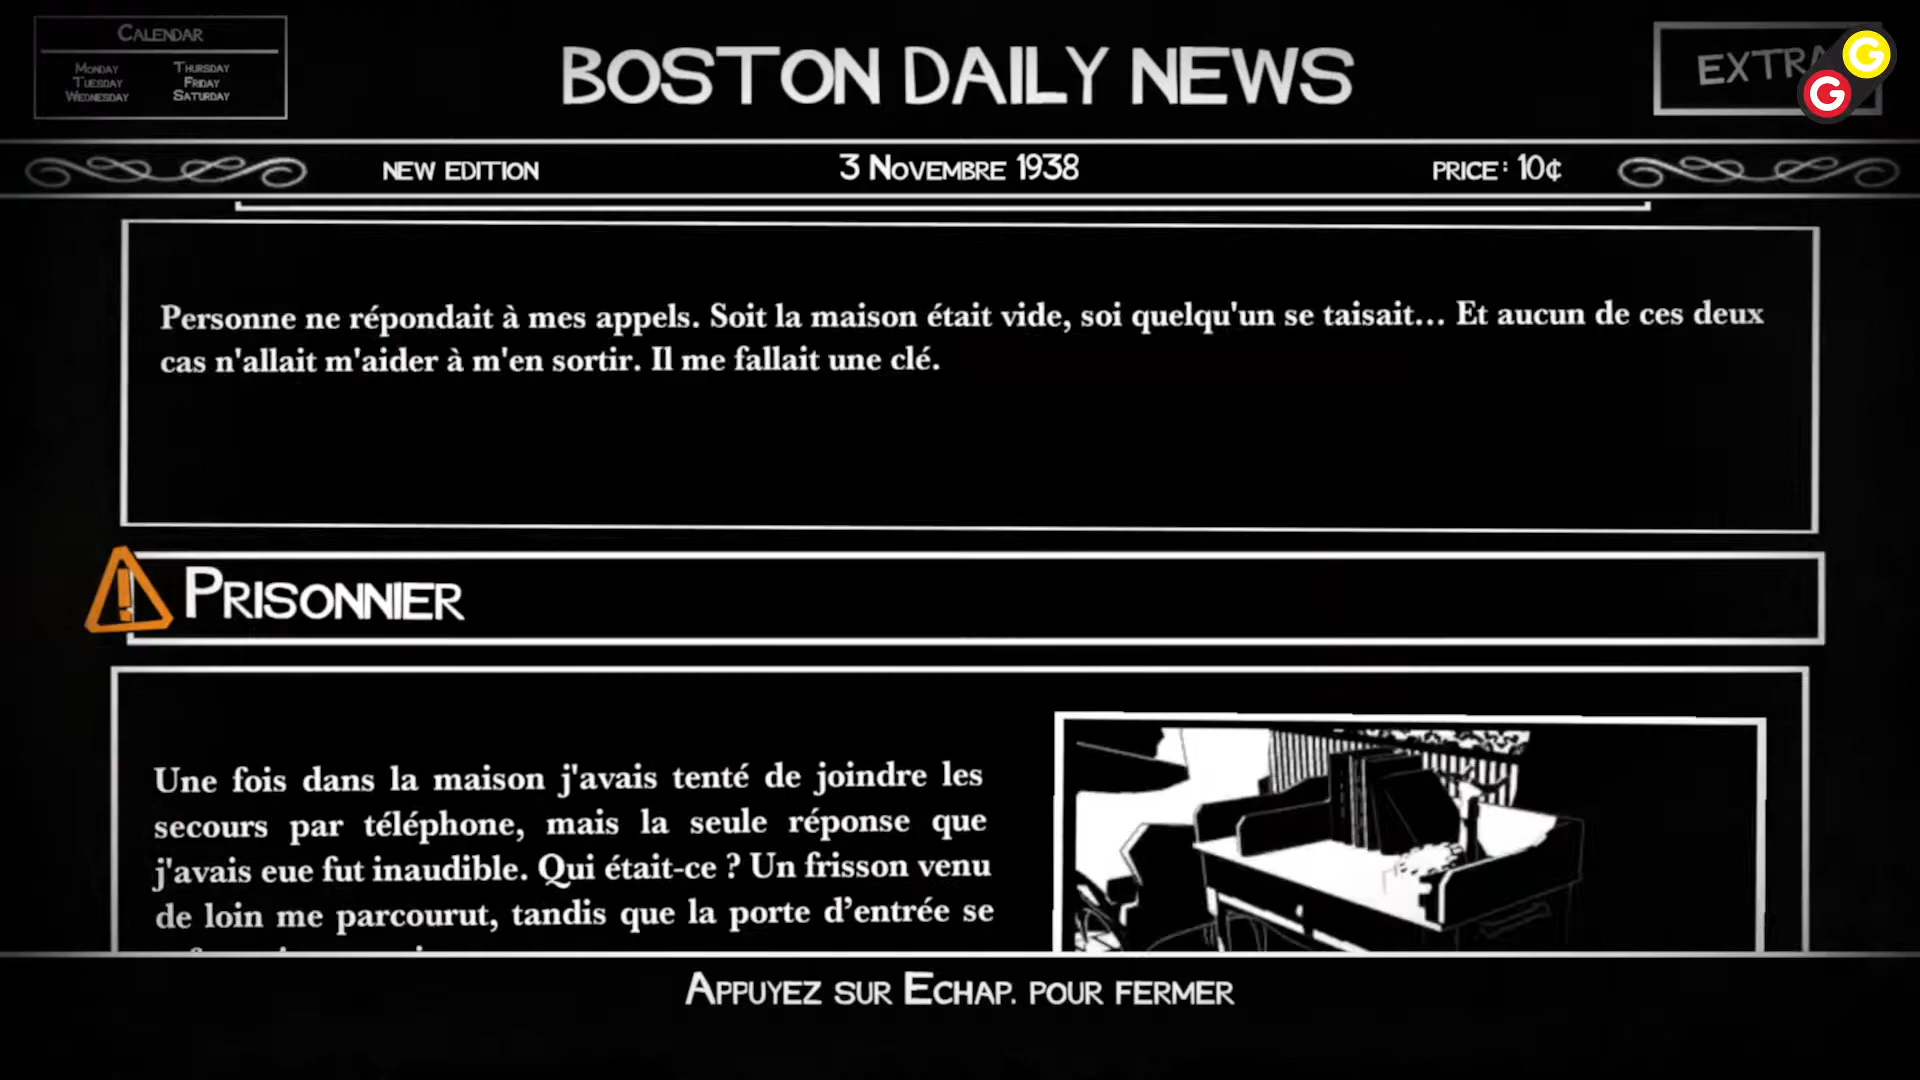 CALENDAR
MONDAY THURSDAY
TUESDAY FRIDAY
WEDNESDAY SATURDAY
BOSTON DAILY NEWS
EXTRA
G
G
NEW EDITION
3 NOVEMBRE 1938
PRICE: 10¢
Personne ne répondait à mes appels. Soit la maison était vide, soi quelqu'un se taisait... Et aucun de ces deux
cas n'allait m'aider à m'en sortir. Il me fallait une clé.
PRISONNIER
Une fois dans la maison j'avais tenté de joindre les
secours par téléphone, mais la seule réponse que
j'avais eue fut inaudible. Qui était-ce ? Un frisson venu
de loin me parcourut, tandis que la porte d’entrée se
APPUYEZ SUR ECHAP. POUR FERMER